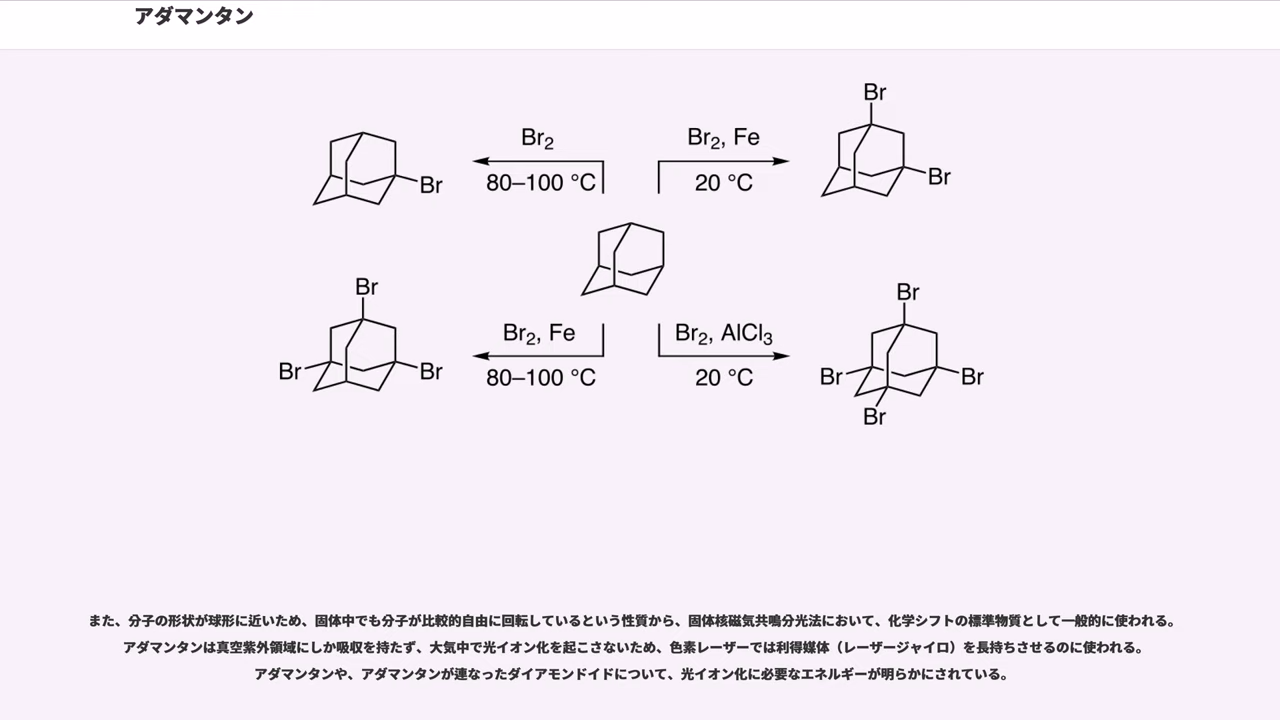 アダマンタン
Br
Br2
Br2, Fe
80–100 °C
20 °C
Br
Br
Br
Br
Br2, Fe
Br2, AlCl3
80–100 °C
20 °C
Br
Br
Br
Br
Br
また、分子の形状が球形に近いため、固体中でも分子が比較的自由に回転しているという性質から、固体核磁気共鳴分光法において、化学シフトの標準物質として一般的に使われる。
アダマンタンは真空紫外領域にしか吸収を持たず、大気中で光イオン化を起こさないため、色素レーザーでは利得媒体（レーザージャイロ）を長持ちさせるのに使われる。
アダマンタンや、アダマンタンが連なったダイアモンドイドについて、光イオン化に必要なエネルギーが明らかにされている。